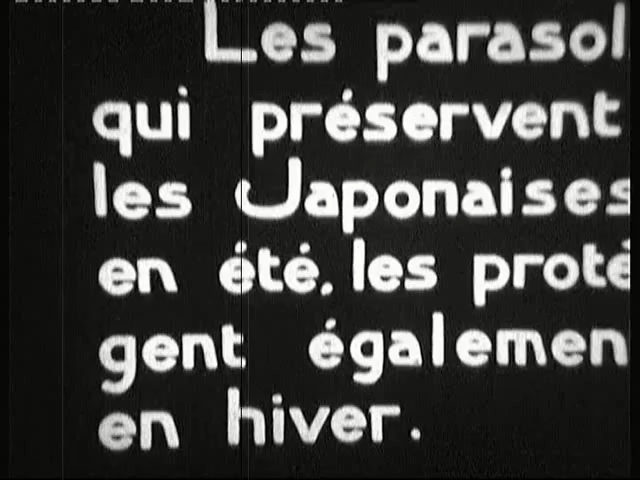 Les parasol
qui préservent
les Japonaises
en été, les proté
gent égalemen
en hiver.